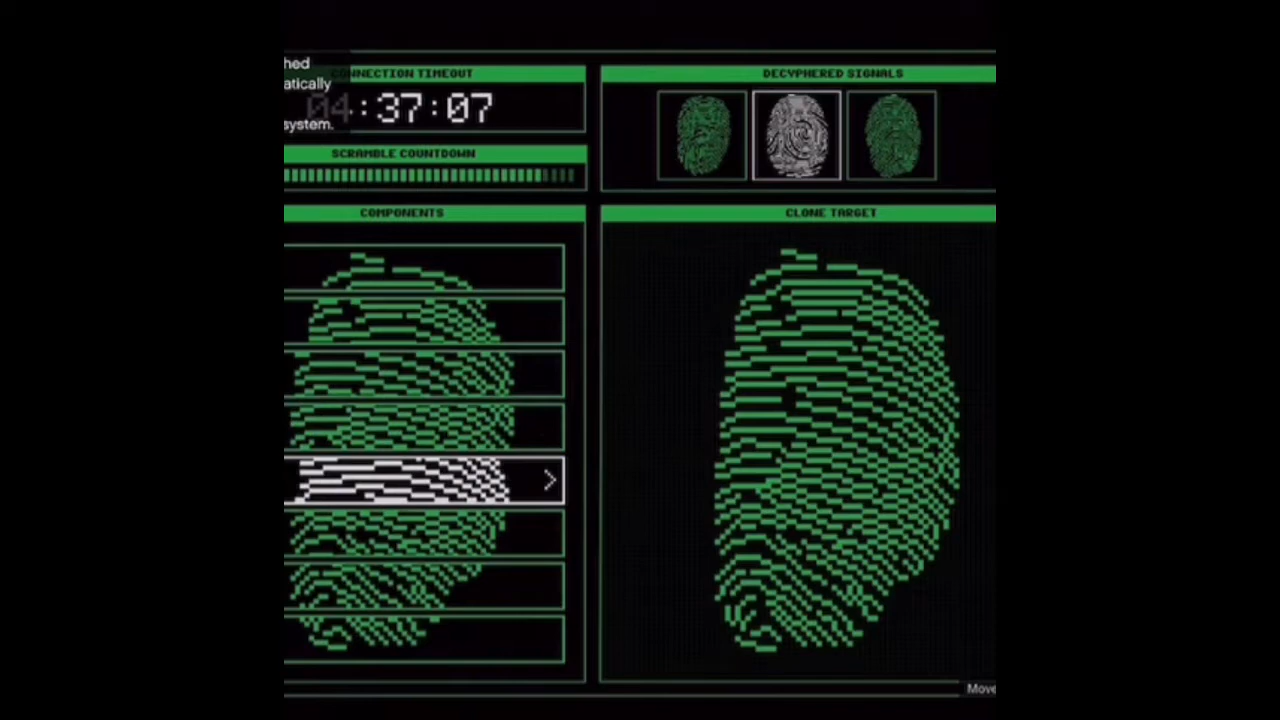 hed
atically
system.
CONNECTION TIMEOUT
04:37:07
SCRAMBLE COUNTDOWN
COMPONENTS
DECYPHERED SIGNALS
CLONE TARGET
Move